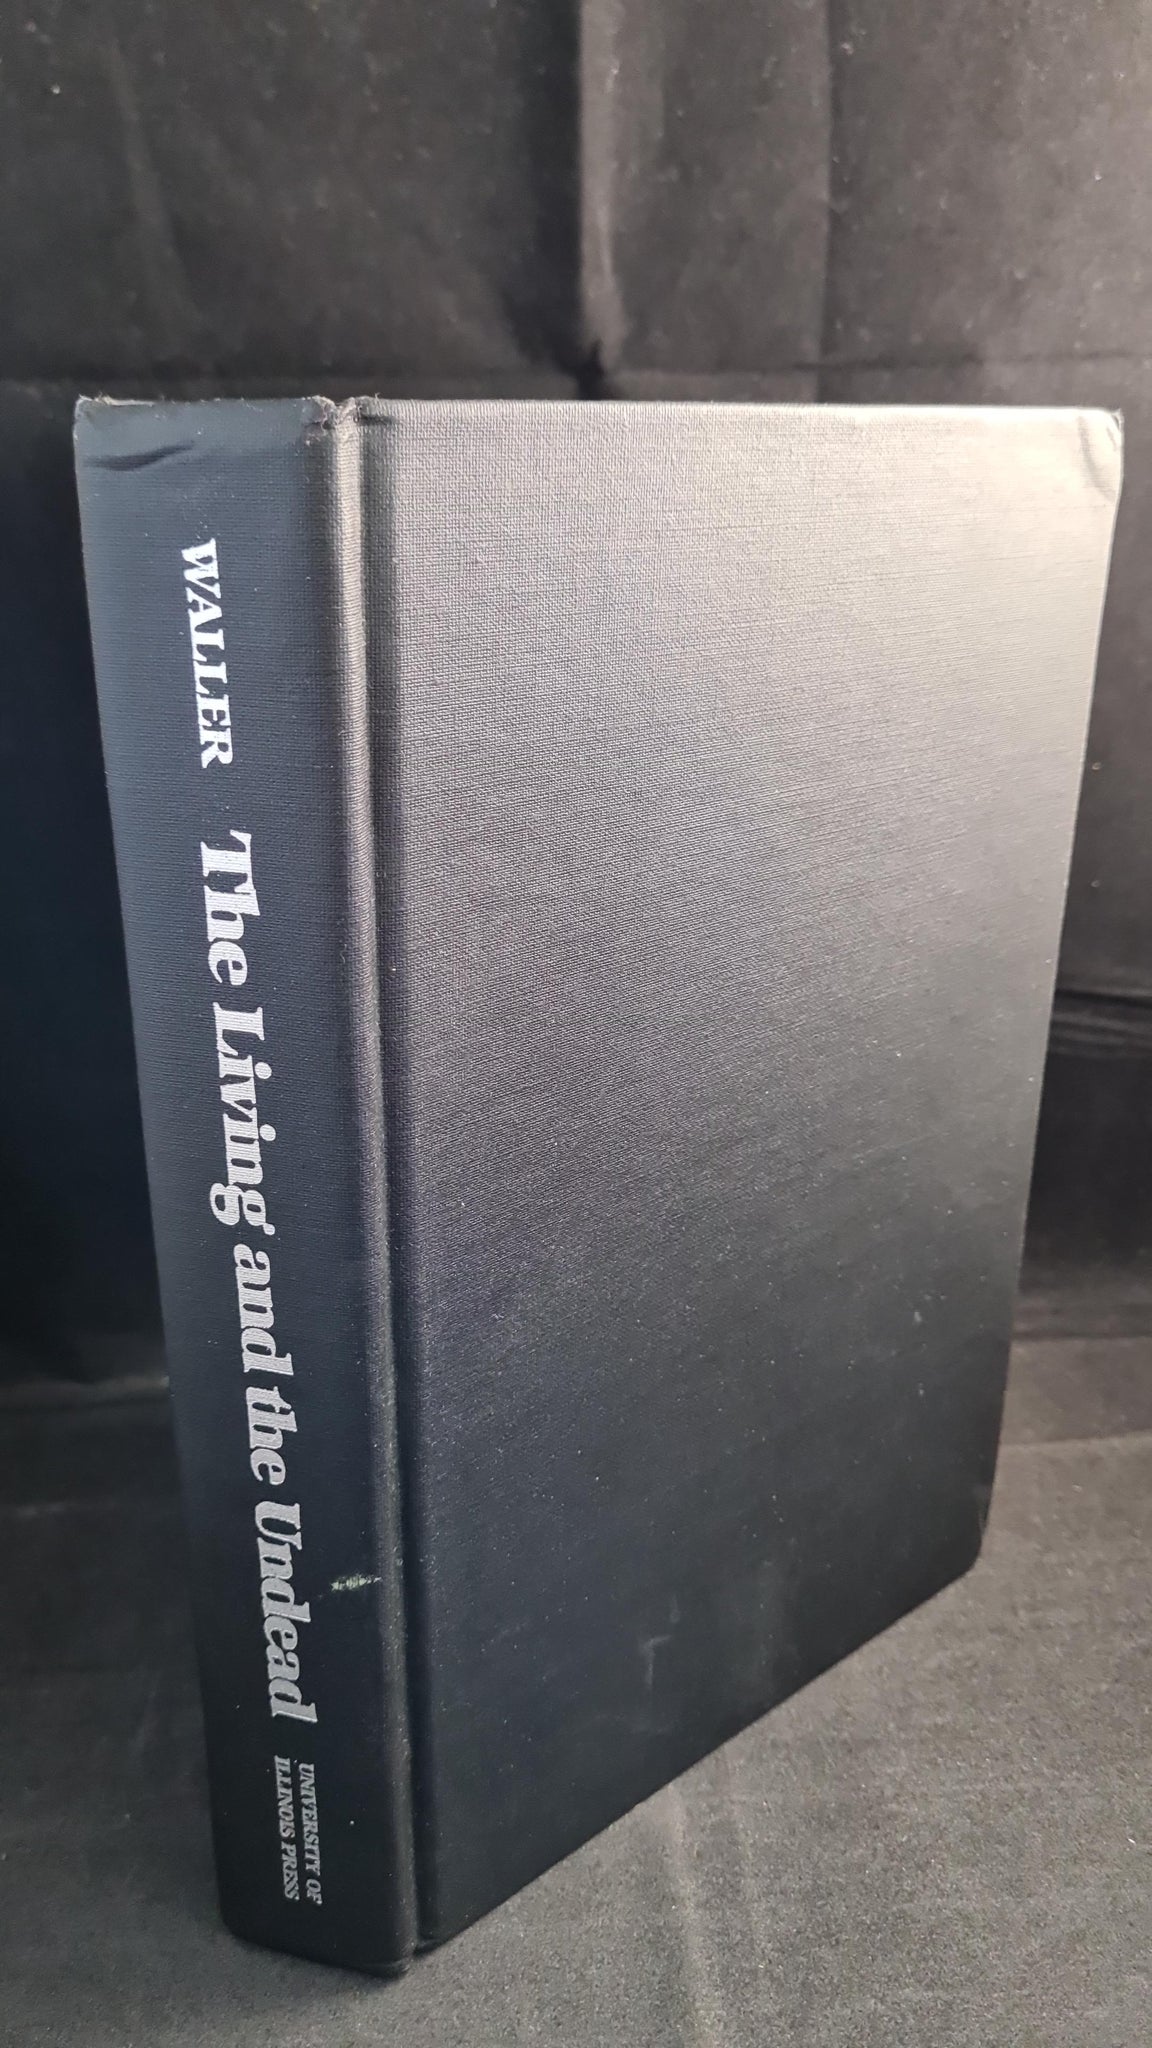 WALLER
The Living and the Undead
UNIVERSITY OF
ILLINOIS PRESS